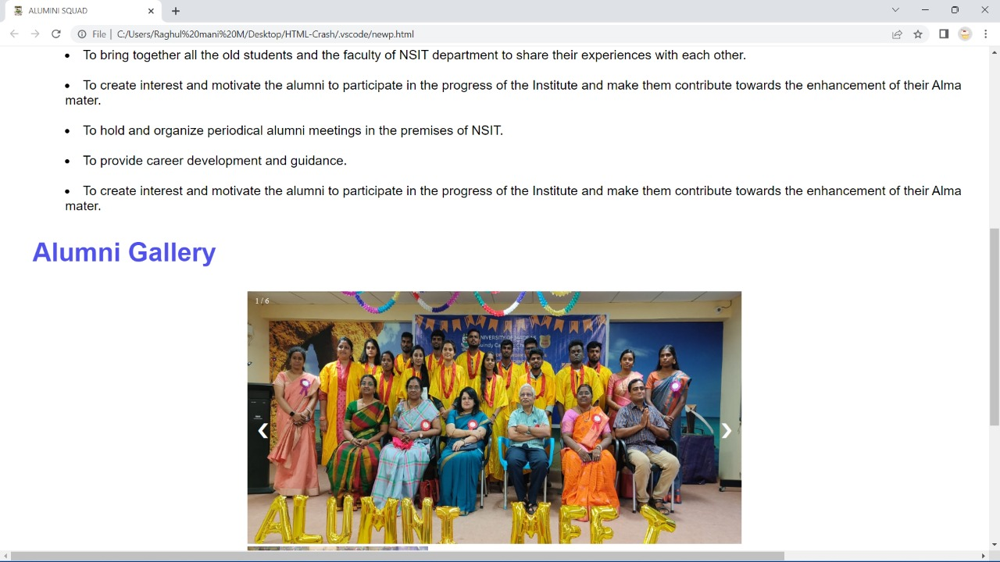 ALUMINI SQUAD
File | C:/Users/Raghul%20mani%20M/Desktop/HTML-Crash/.vscode/newp.html
• To bring together all the old students and the faculty of NSIT department to share their experiences with each other.
• To create interest and motivate the alumni to participate in the progress of the Institute and make them contribute towards the enhancement of their Alma
mater.
• To hold and organize periodical alumni meetings in the premises of NSIT.
• To provide career development and guidance.
• To create interest and motivate the alumni to participate in the progress of the Institute and make them contribute towards the enhancement of their Alma
mater.
Alumni Gallery
1 / 6
UNIVERSITY OF MADRAS
ALUMNI MEET